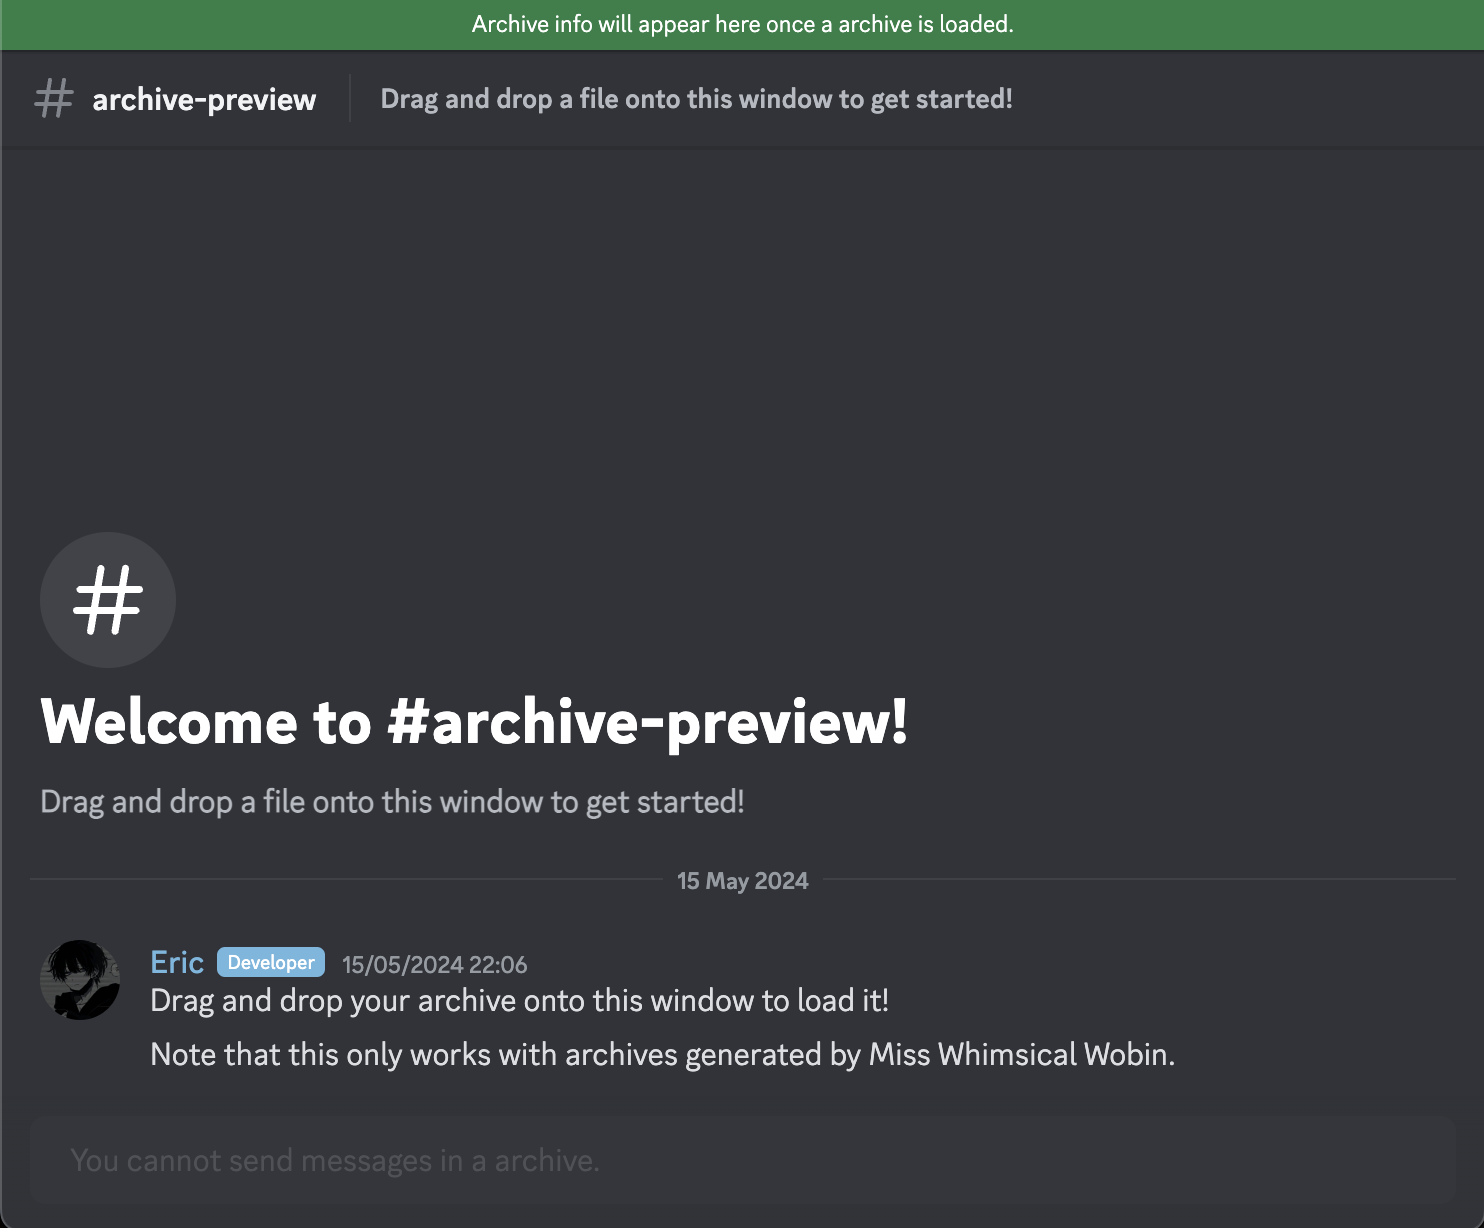 Archive info will appear here once a archive is loaded.
# archive-preview Drag and drop a file onto this window to get started!
#
Welcome to #archive-preview!
Drag and drop a file onto this window to get started!
15 May 2024
Eric Developer 15/05/2024 22:06
Drag and drop your archive onto this window to load it!
Note that this only works with archives generated by Miss Whimsical Wobin.
You cannot send messages in a archive.